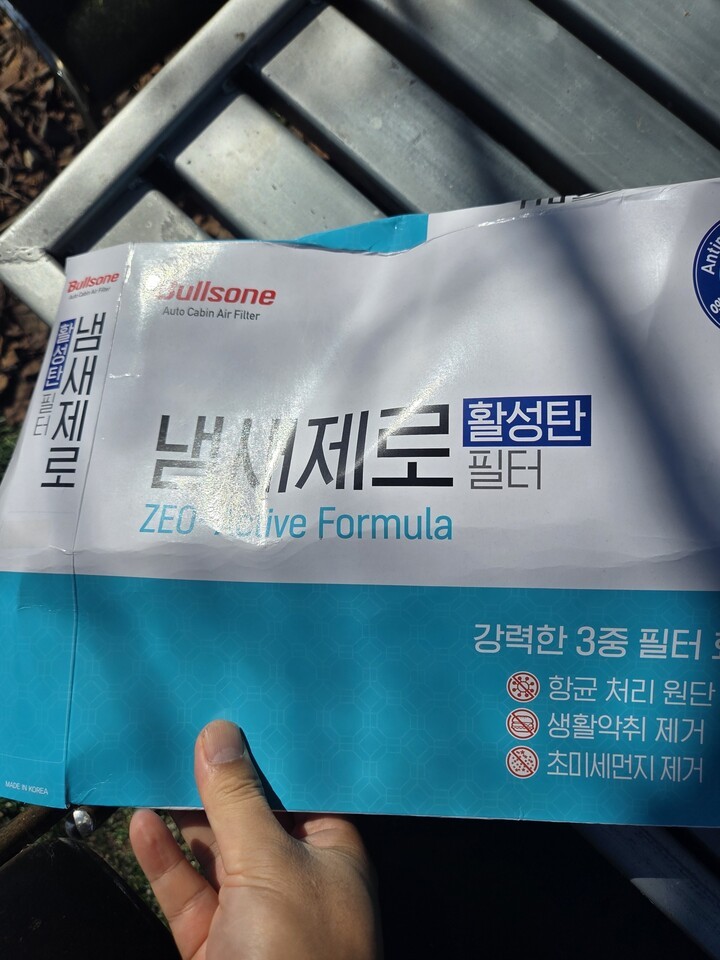 Bullsone
Auto Cabin Air Filter
활성탄
필터
냄새제로
Bullsone
Auto Cabin Air Filter
냄새제로
활성탄
필터
ZEO Active Formula
강력한 3중 필터
항균 처리 원단
생활악취 제거
초미세먼지 제거
MADE IN KOREA